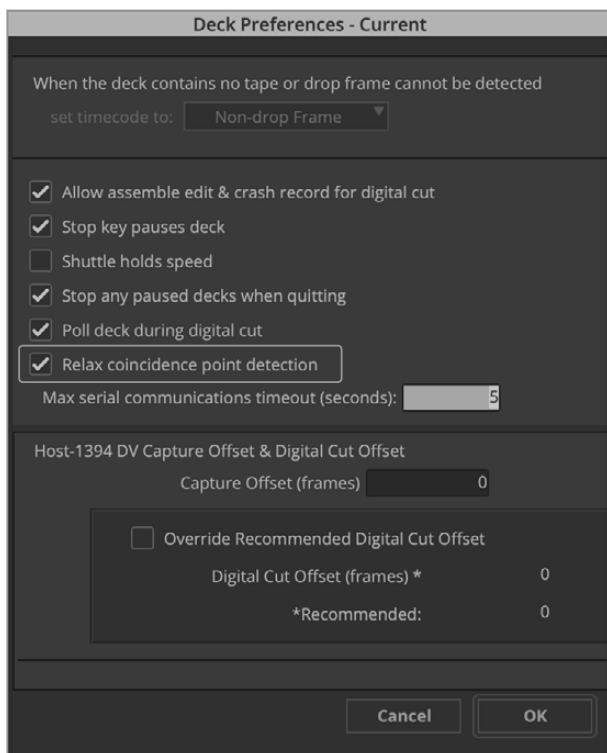 Deck Preferences - Current
When the deck contains no tape or drop frame cannot be detected
set timecode to: Non-drop Frame
Allow assemble edit & crash record for digital cut
Stop key pauses deck
Shuttle holds speed
Stop any paused decks when quitting
Poll deck during digital cut
Relax coincidence point detection
Max serial communications timeout (seconds): 5
Host-1394 DV Capture Offset & Digital Cut Offset
Capture Offset (frames) 0
Override Recommended Digital Cut Offset
Digital Cut Offset (frames) * 0
*Recommended: 0
Cancel OK